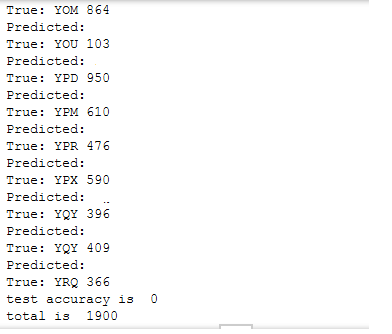 True: YOM 864
Predicted:
True: YOU 103
Predicted:
True: YPD 950
Predicted:
True: YPM 610
Predicted:
True: YPR 476
Predicted:
True: YPX 590
Predicted:
True: YQY 396
Predicted:
True: YQY 409
Predicted:
True: YRQ 366
test accuracy is  0
total is  1900